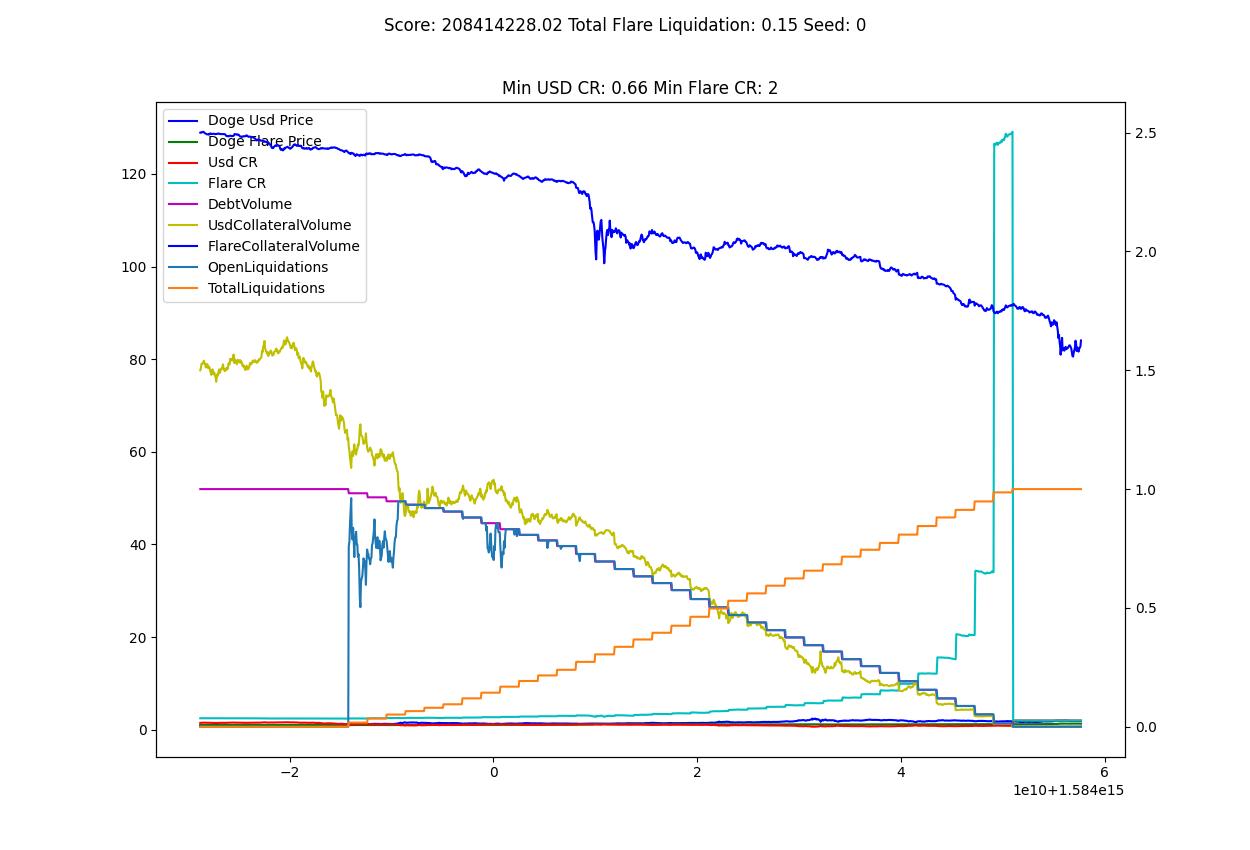 Score: 208414228.02 Total Flare Liquidation: 0.15 Seed: 0
Min USD CR: 0.66 Min Flare CR: 2
Doge Usd Price
Doge Flare Price
Usd CR
Flare CR
DebtVolume
UsdCollateralVolume
FlareCollateralVolume
OpenLiquidations
TotalLiquidations
120
100
80
60
40
20
0
2.5
2.0
1.5
1.0
0.5
0.0
−2
0
2
4
6
1e10+1.584e15